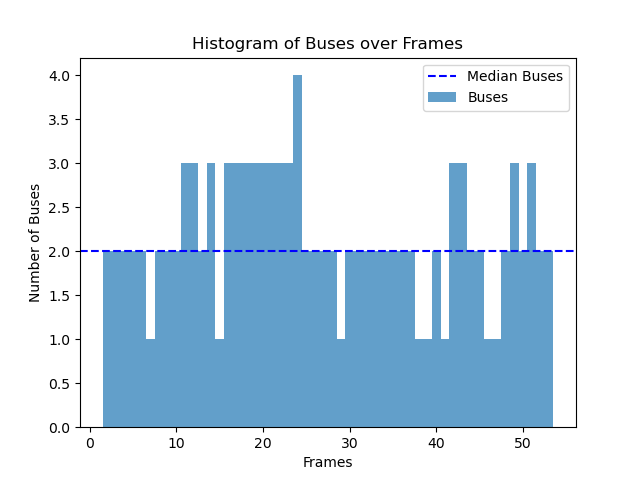 Histogram of Buses over Frames
Median Buses
Buses
4.0
3.5
3.0
2.5
2.0
1.5
1.0
0.5
0.0
Number of Buses
0 10 20 30 40 50
Frames